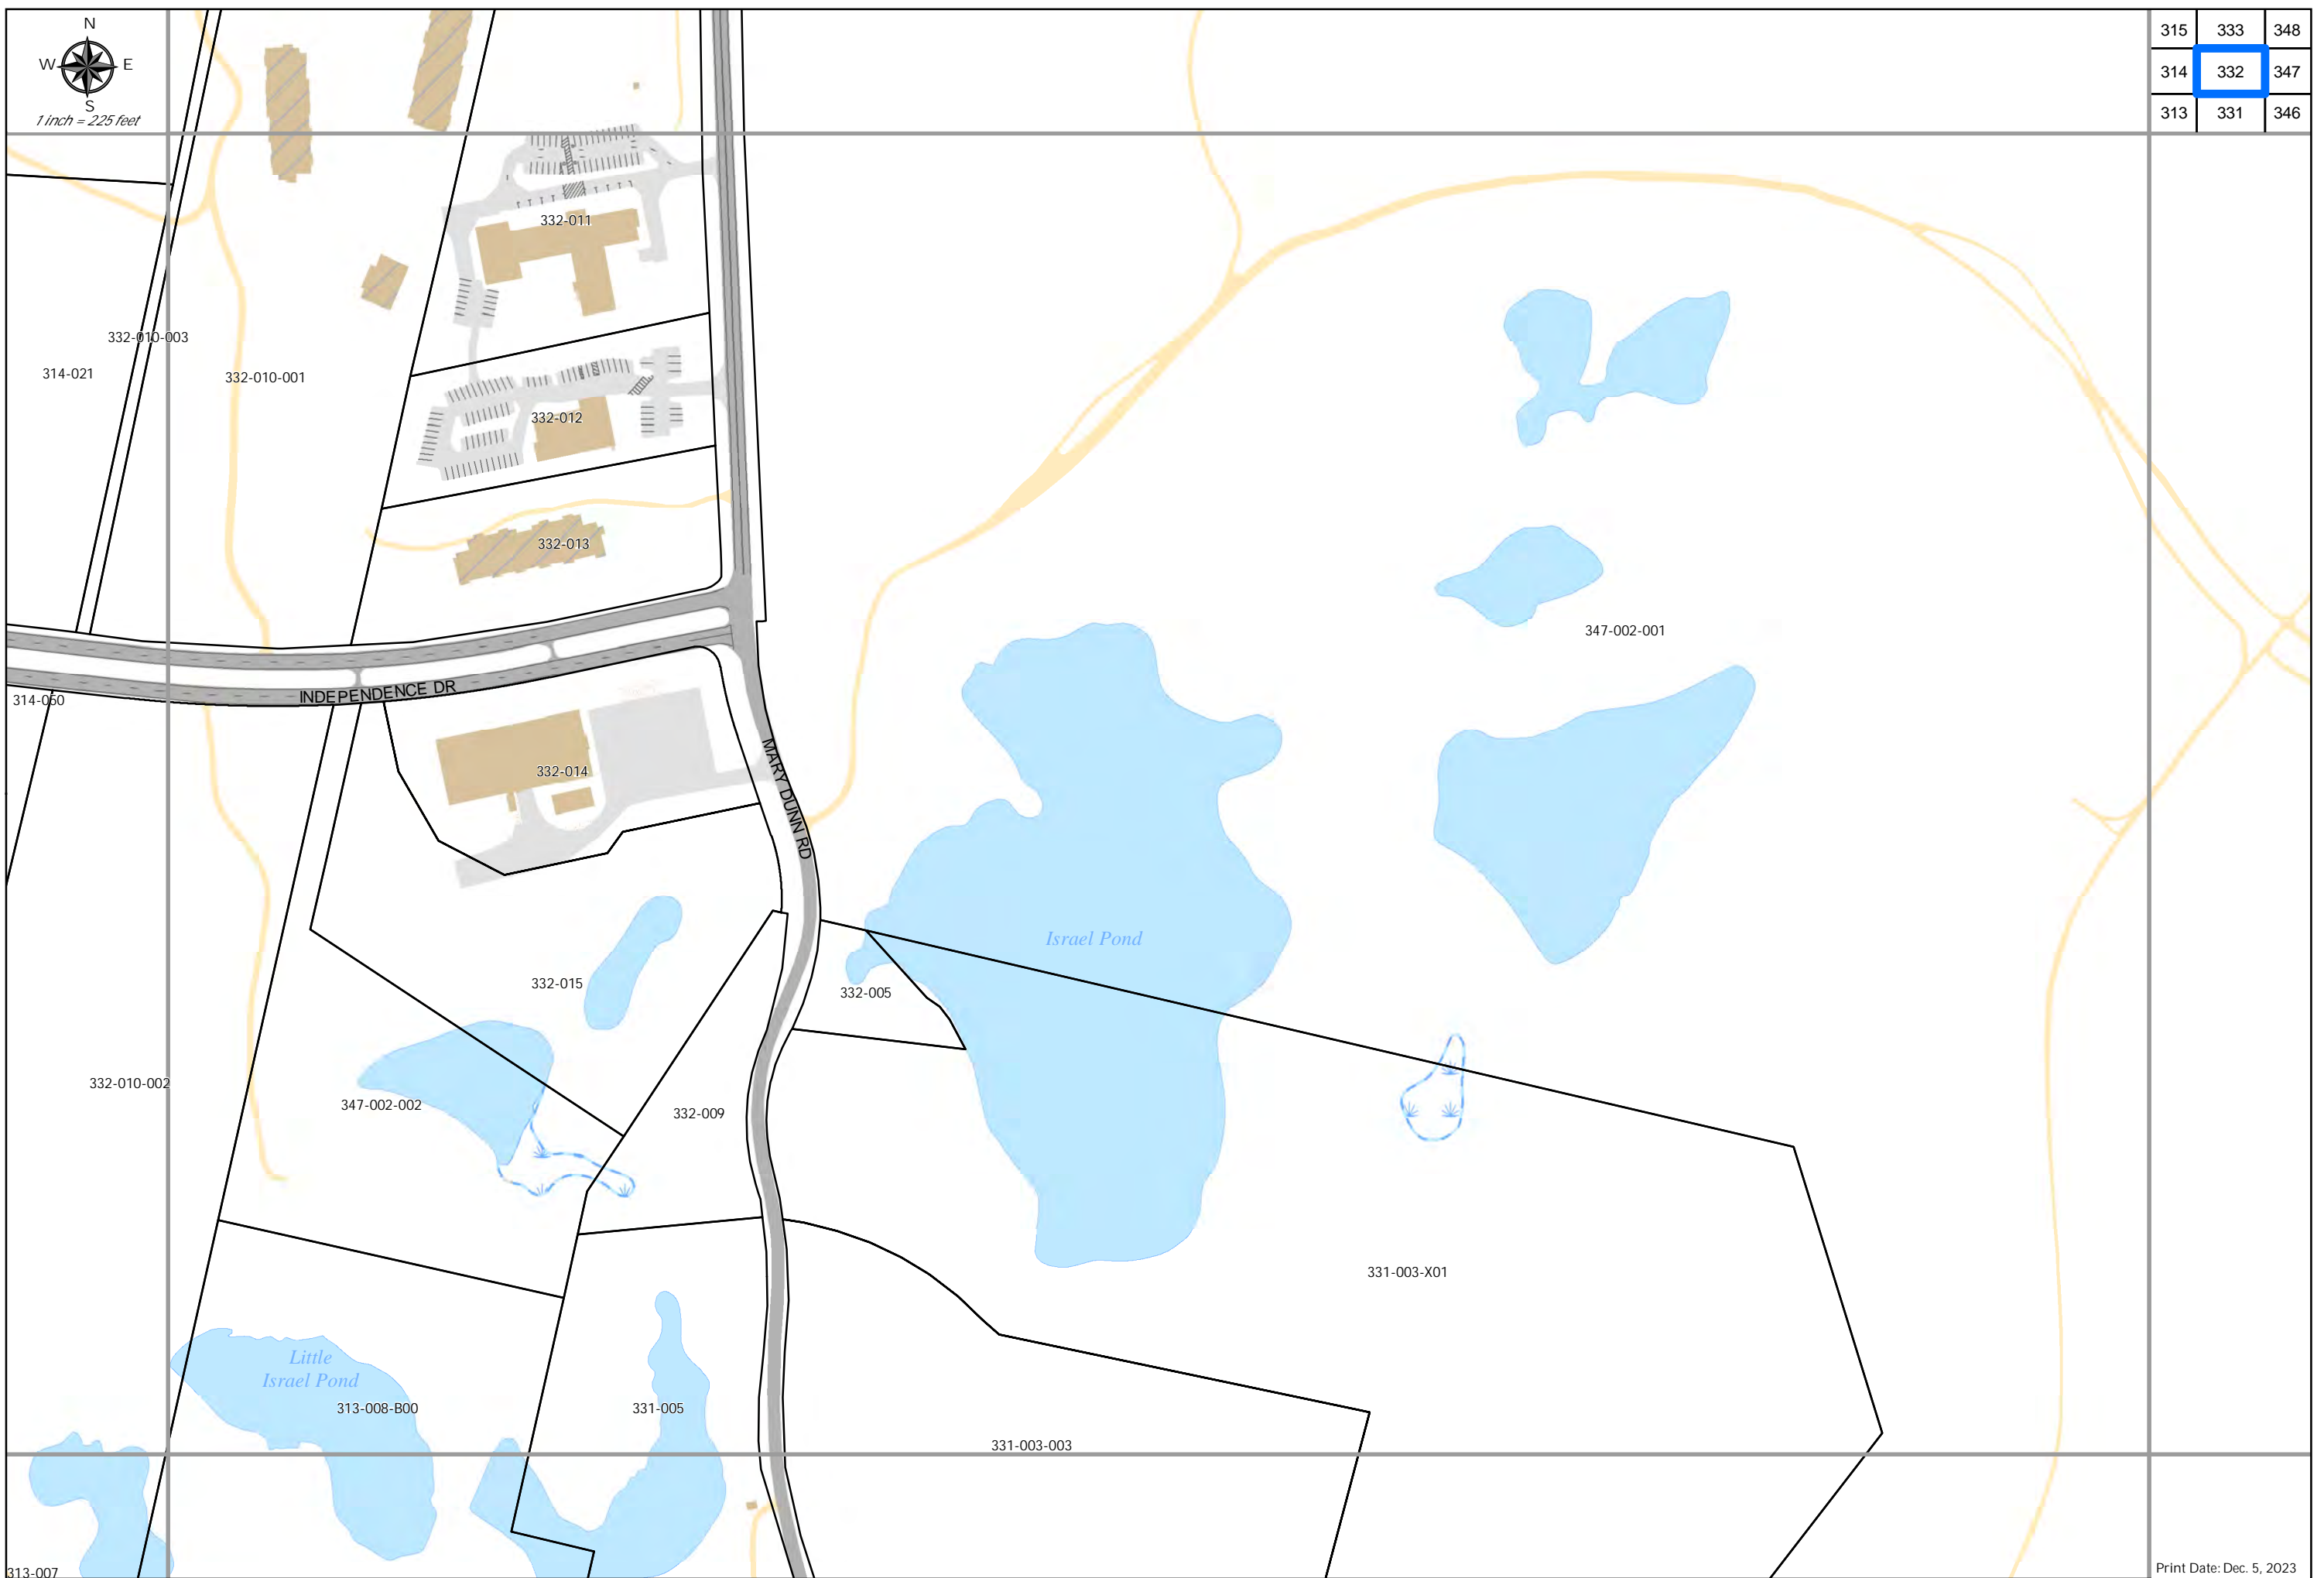 N
W E
S
1 inch = 225 feet
315 333 348
314 332 347
313 331 346
332-011
332-010-003
314-021
332-010-001
332-012
332-013
347-002-001
INDEPENDENCE DR
314-050
332-014
MARY DUNN RD
Israel Pond
332-015
332-005
332-010-002
347-002-002
332-009
331-003-X01
Little
Israel Pond
313-008-B00
331-005
331-003-003
313-007
Print Date: Dec. 5, 2023